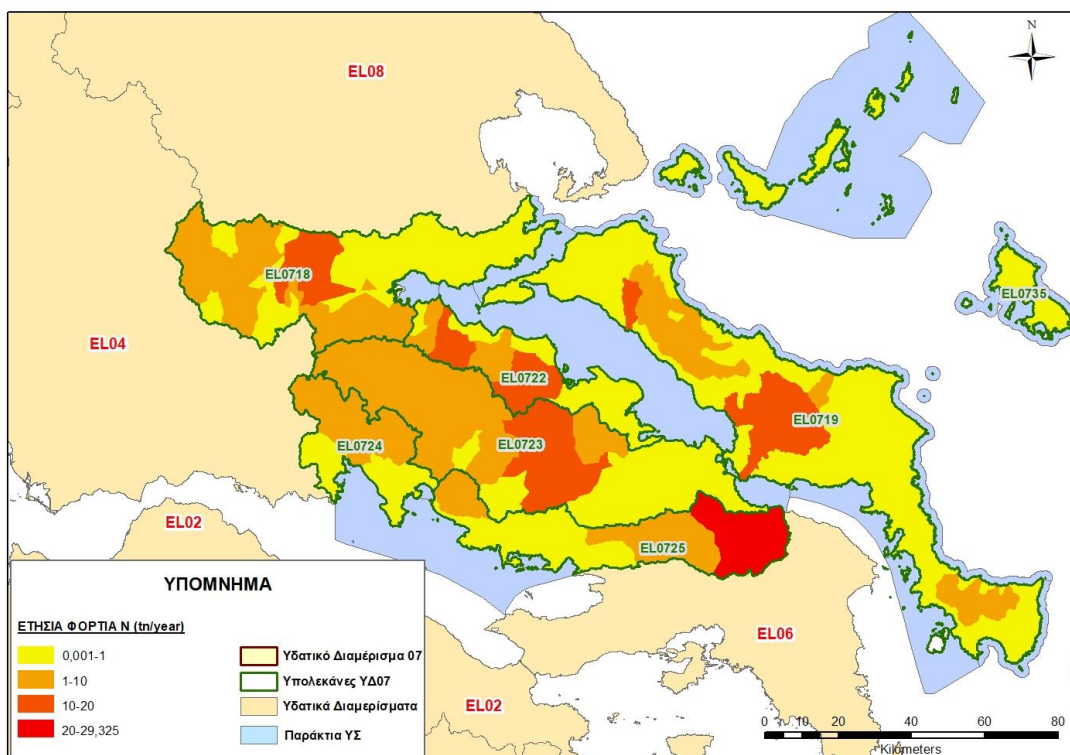 N
EL08
EL0718
EL0735
EL04
EL0722
EL0719
EL0724
EL0723
EL02
EL0725
EL06
EL02
ΥΠΟΜΝΗΜΑ
ΕΤΗΣΙΑ ΦΟΡΤΙΑ Ν (tn/year)
0,001-1
1-10
10-20
20-29,325
Υδατικό Διαμέρισμα 07
Υπολεκάνες ΥΔ07
Υδατικά Διαμερίσματα
Παράκτια ΥΣ
0 10 20 40 60 80
Kilometers